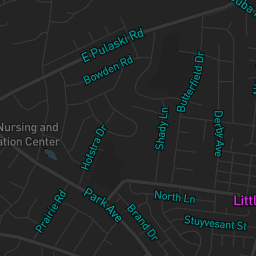 E Pulaski Rd
Bowden Rd
Butterfield Dr
Shady Ln
Derby Ave
Nursing and
ation Center
Hofstra Dr
Prairie Rd
Park Ave
North Ln
Brand Dr
Stuyvesant St
Littl